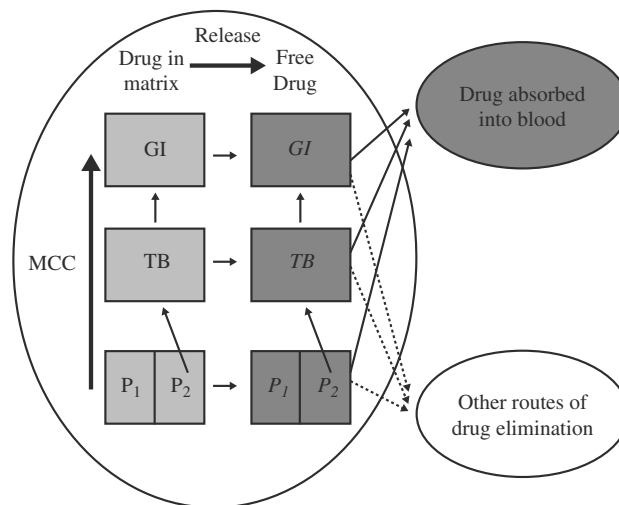 Release
Drug in
matrix
Free
Drug
Drug absorbed
into blood
GI
GI
MCC
TB
TB
P1
P2
P1
P2
Other routes of
drug elimination